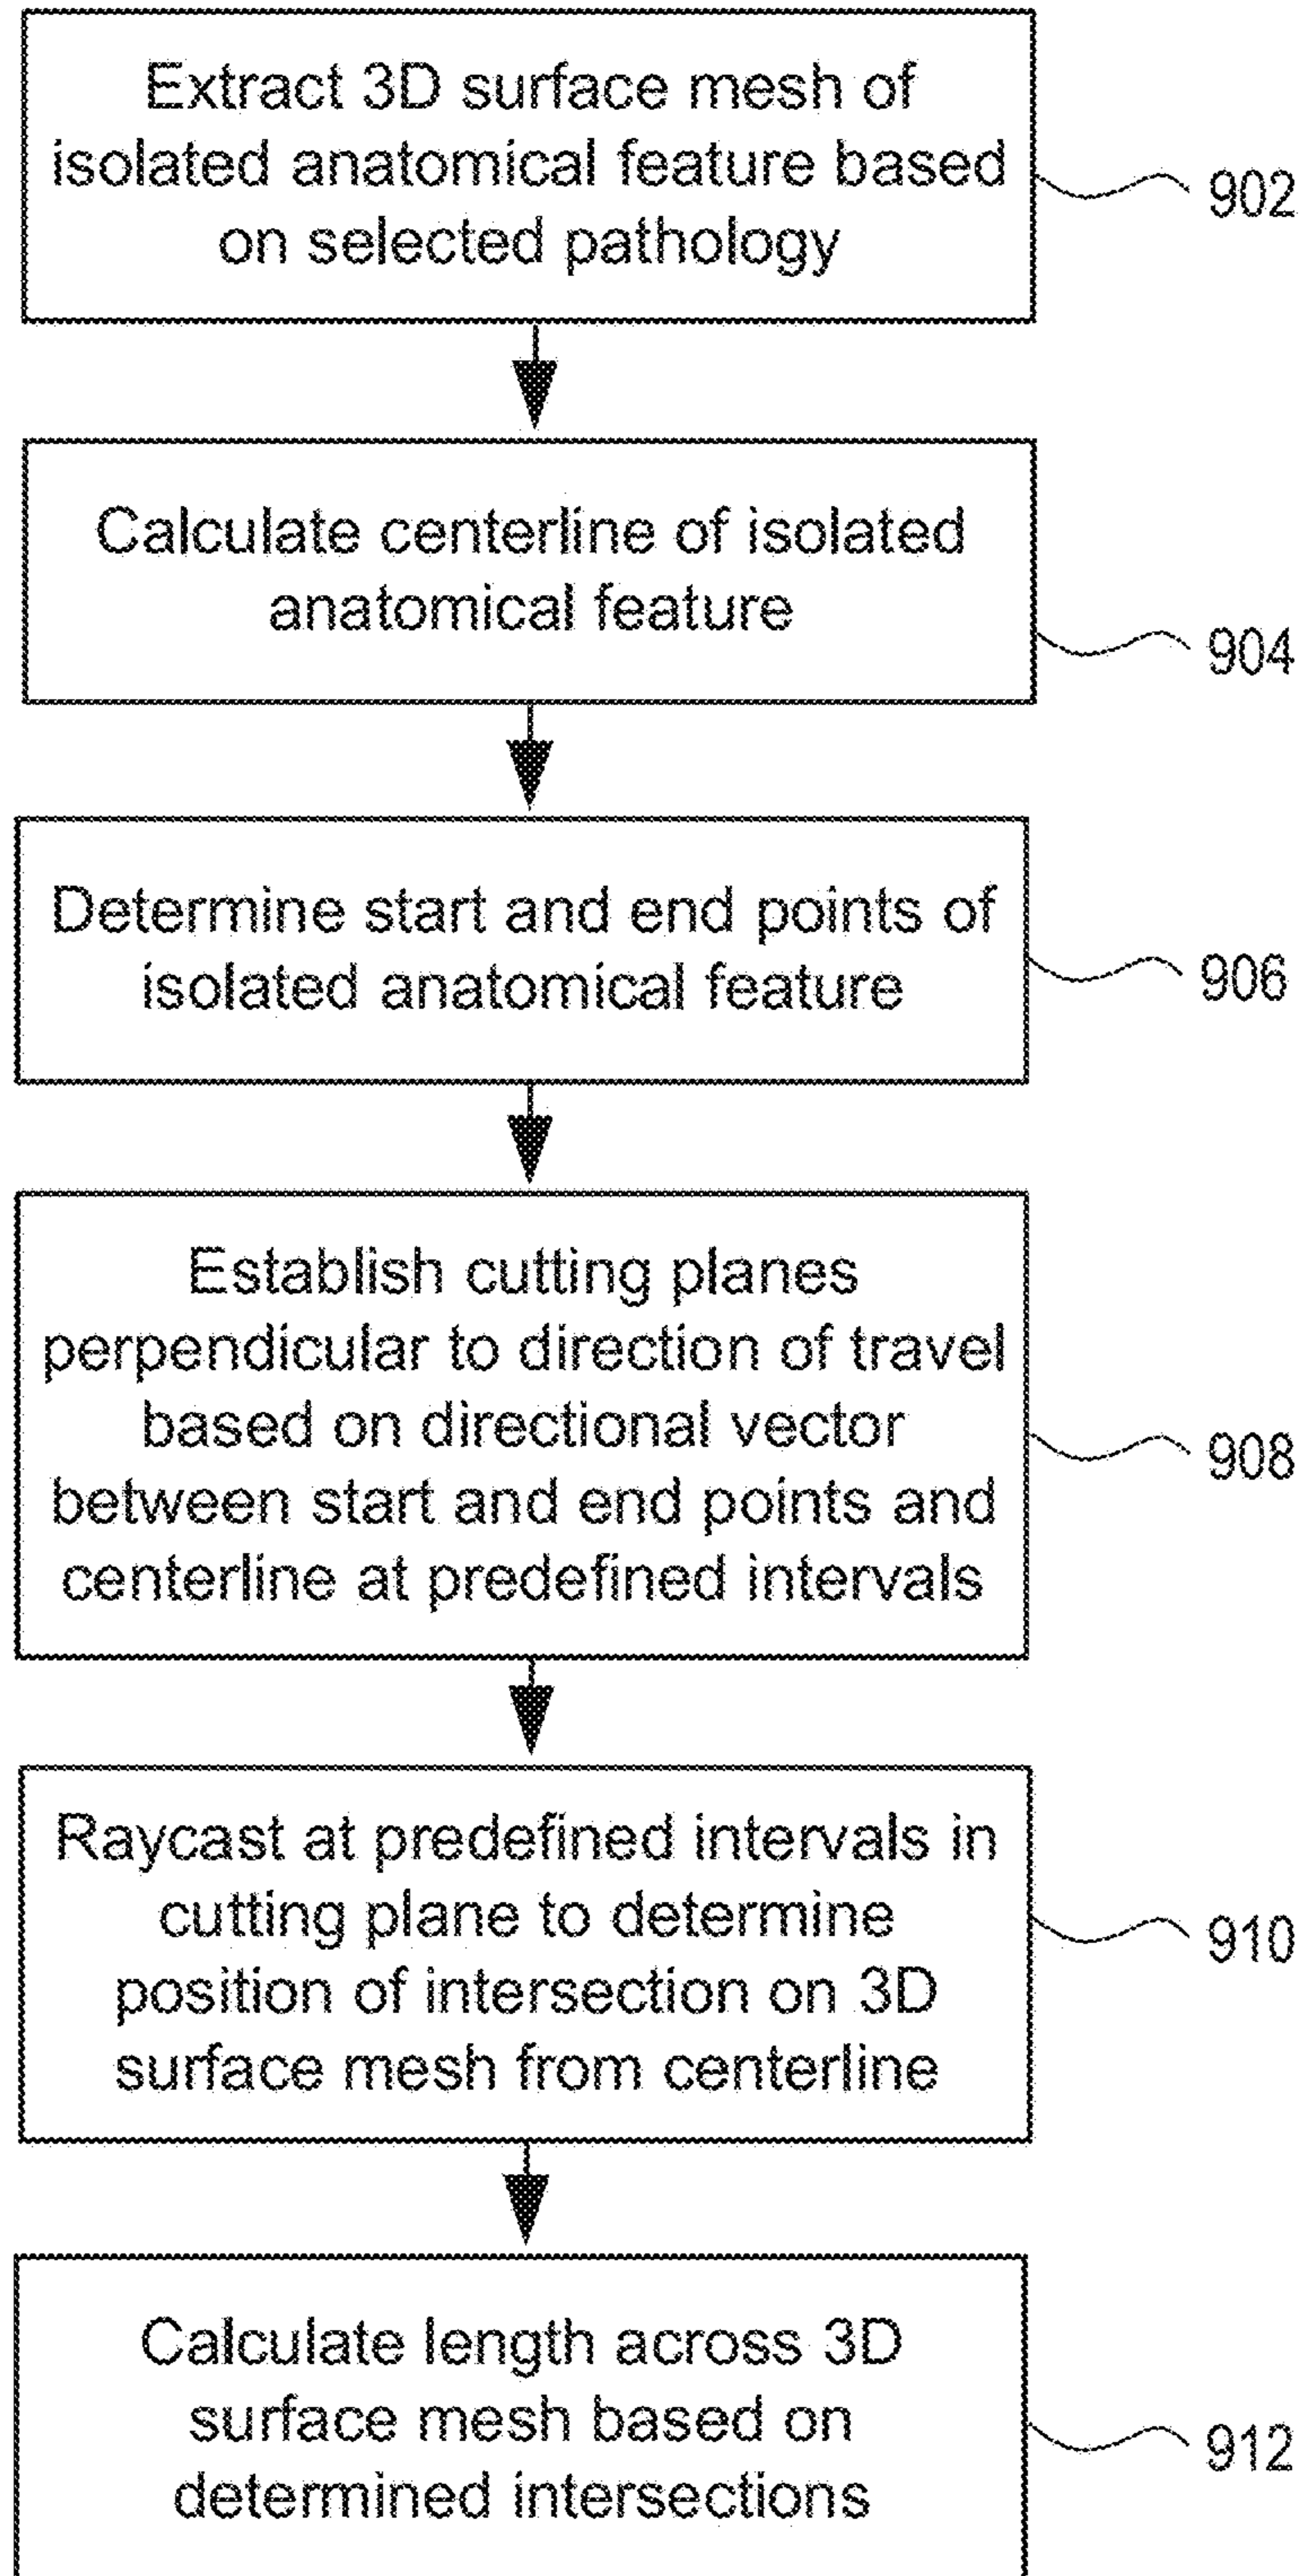 Extract 3D surface mesh of
isolated anatomical feature based
on selected pathology
902
Calculate centerline of isolated
anatomical feature
904
Determine start and end points of
isolated anatomical feature
906
Establish cutting planes
perpendicular to direction of travel
based on directional vector
between start and end points and
centerline at predefined intervals
908
Raycast at predefined intervals in
cutting plane to determine
position of intersection on 3D
surface mesh from centerline
910
Calculate length across 3D
surface mesh based on
determined intersections
912